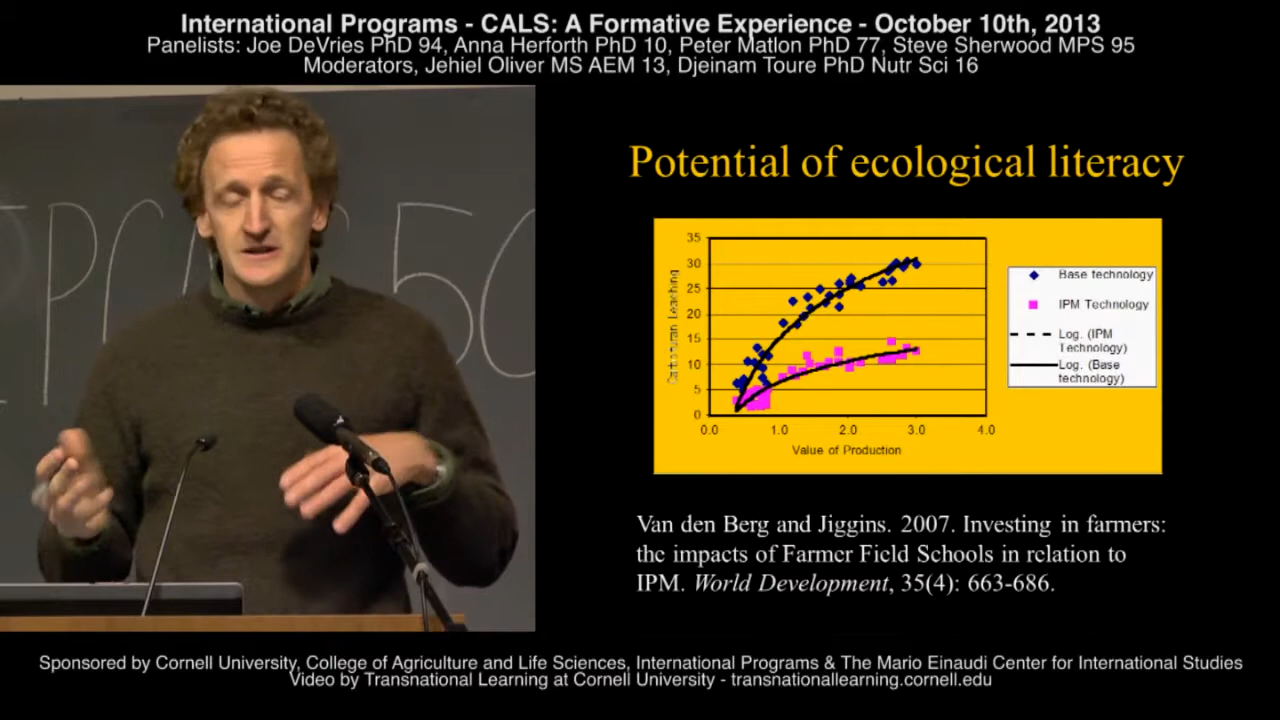 International Programs - CALS: A Formative Experience - October 10th, 2013
Panelists: Joe DeVries PhD 94, Anna Herforth PhD 10, Peter Matlon PhD 77, Steve Sherwood MPS 95
Moderators, Jehiel Oliver MS AEM 13, Djeinam Toure PhD Nutr Sci 16
Potential of ecological literacy
35
30
25
20
15
10
5
0
Carbofuran Leaching
0.0 1.0 2.0 3.0 4.0
Value of Production
Base technology
IPM Technology
Log. (IPM
Technology)
Log. (Base
technology)
Van den Berg and Jiggins. 2007. Investing in farmers:
the impacts of Farmer Field Schools in relation to
IPM. World Development, 35(4): 663-686.
Sponsored by Cornell University, College of Agriculture and Life Sciences, International Programs & The Mario Einaudi Center for International Studies
Video by Transnational Learning at Cornell University - transnationallearning.cornell.edu